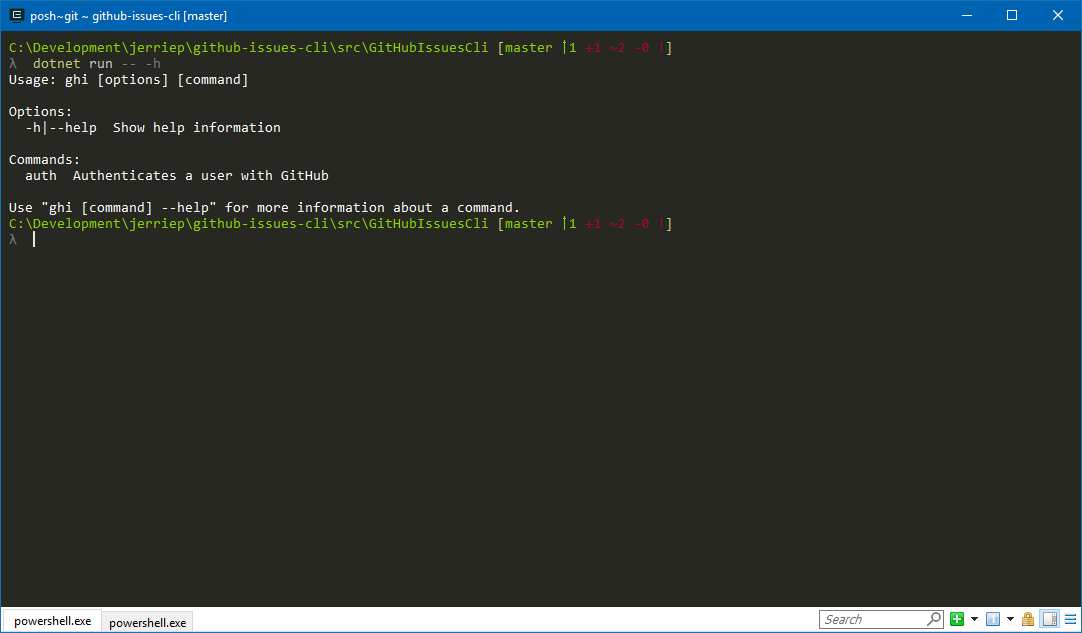 posh~git ~ github-issues-cli [master]
C:\Development\jerriep\github-issues-cli\src\GitHubIssuesCli [master ↑1 +1 ~2 -0 !]
λ  dotnet run -- -h
Usage: ghi [options] [command]
Options:
  -h|--help  Show help information
Commands:
  auth  Authenticates a user with GitHub
Use "ghi [command] --help" for more information about a command.
C:\Development\jerriep\github-issues-cli\src\GitHubIssuesCli [master ↑1 +1 ~2 -0 !]
λ
powershell.exe powershell.exe Search